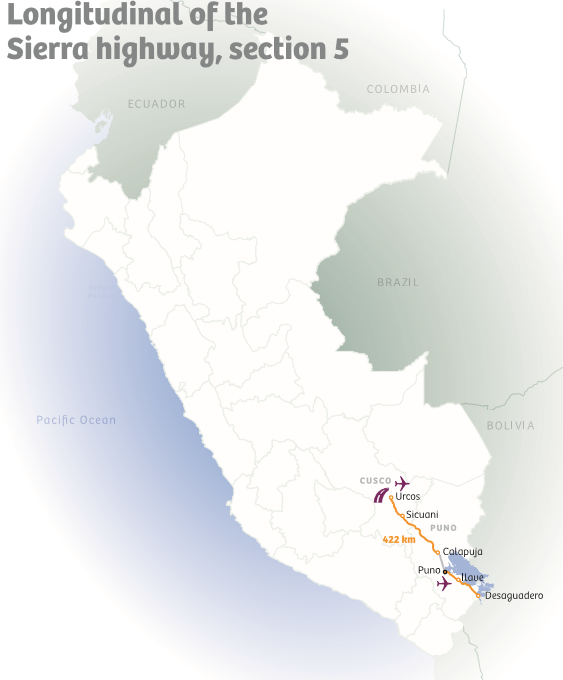 Longitudinal of the
Sierra highway, section 5
COLOMBIA
ECUADOR
BRAZIL
Pacific Ocean
BOLIVIA
CUSCO
Urcos
Sicuani
PUNO
422 km
Calapuja
Puno
Ilave
Desaguadero